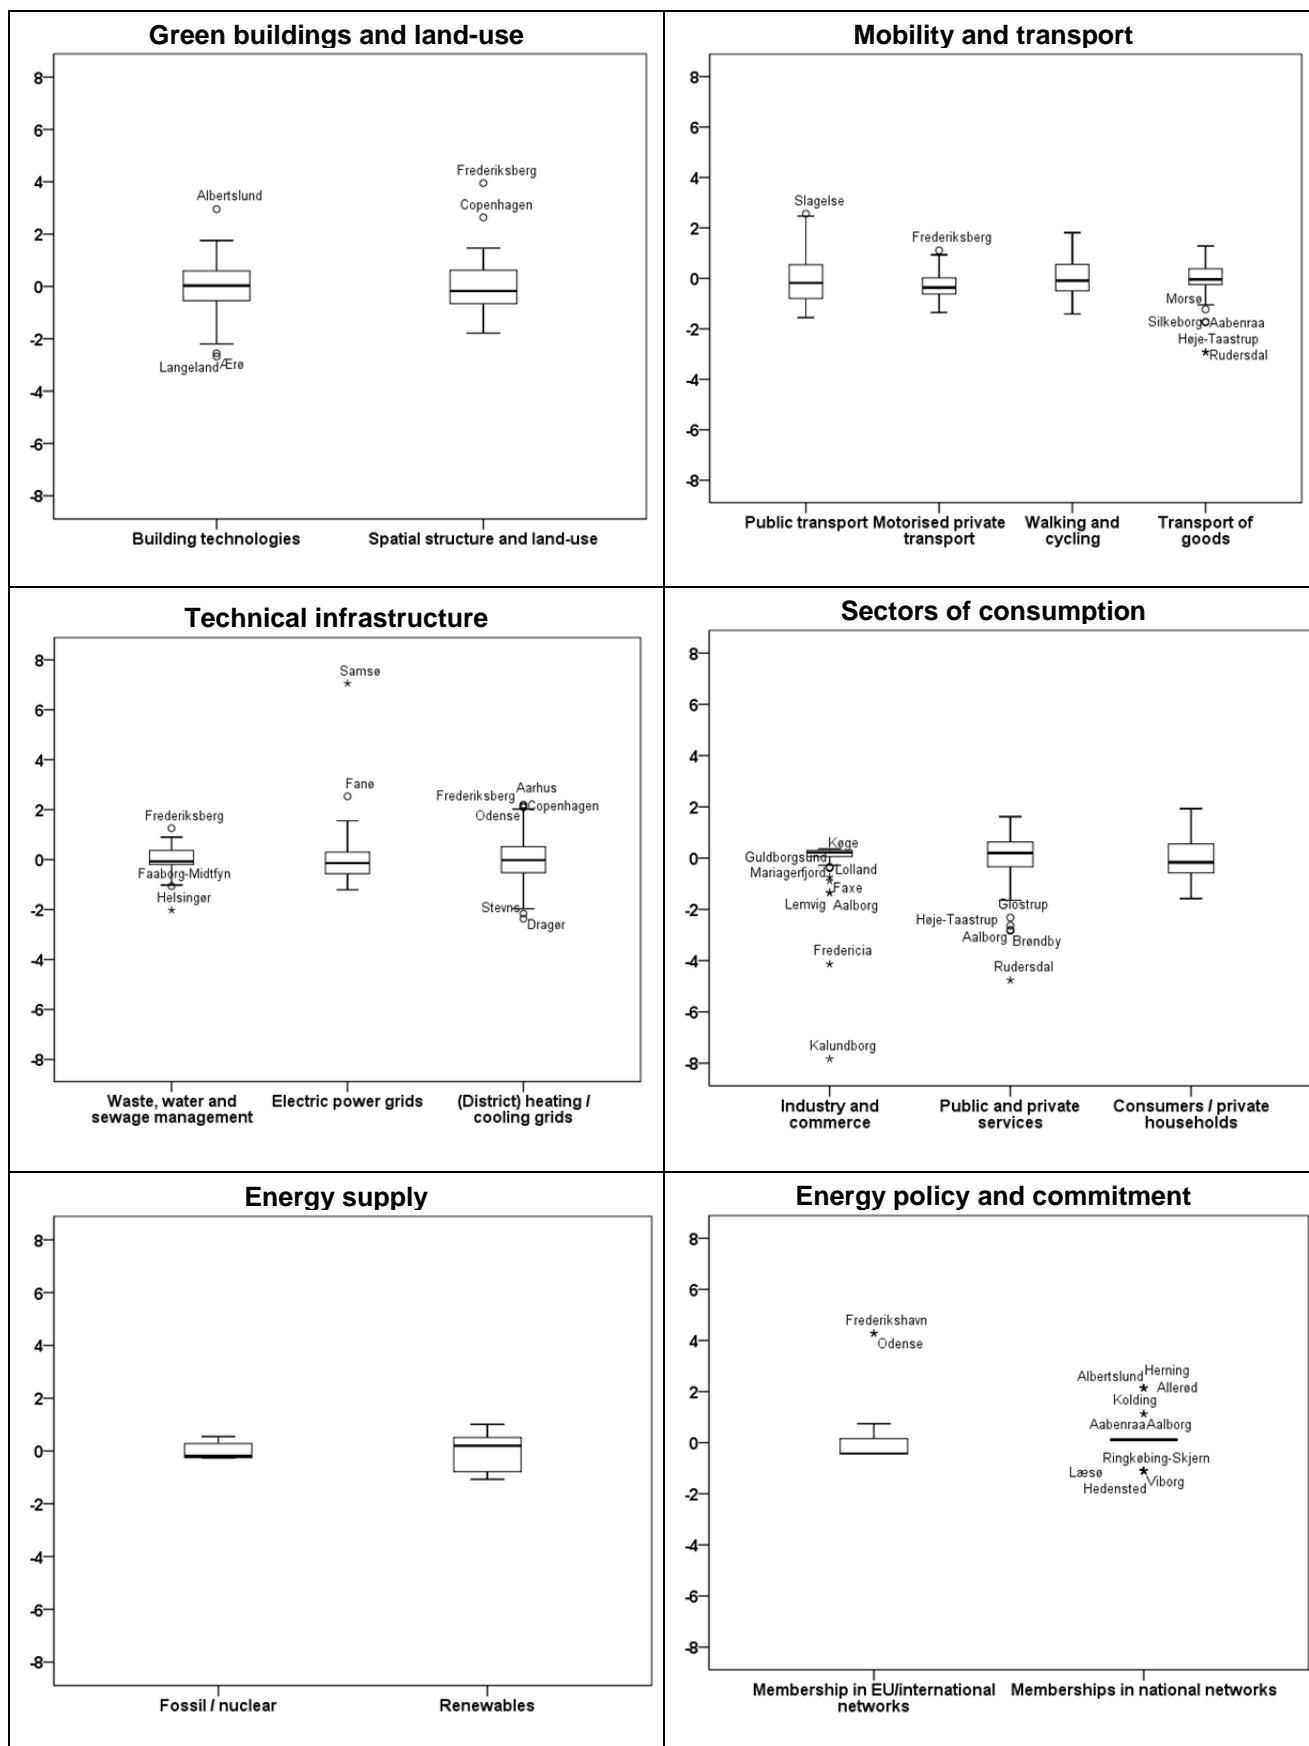 Green buildings and land-use
8
6
4
2
0
-2
-4
-6
-8
Albertslund
Langeland
Ærø
Frederiksberg
Copenhagen
Building technologies
Spatial structure and land-use
Mobility and transport
8
6
4
2
0
-2
-4
-6
-8
Slagelse
Frederiksberg
Morsø
Silkeborg
Aabenraa
Høje-Taastrup
Rudersdal
Public transport
Motorised private
transport
Walking and
cycling
Transport of
goods
Technical infrastructure
8
6
4
2
0
-2
-4
-6
-8
Frederiksberg
Faaborg-Midtfyn
Helsingør
Samsø
Fanø
Aarhus
Frederiksberg
Copenhagen
Odense
Stevns
Dragør
Waste, water and
sewage management
Electric power grids
(District) heating /
cooling grids
Sectors of consumption
8
6
4
2
0
-2
-4
-6
-8
Køge
Guldborgsund
Lolland
Mariagerfjord
Faxe
Lemvig
Aalborg
Fredericia
Kalundborg
Glostrup
Høje-Taastrup
Aalborg
Brøndby
Rudersdal
Industry and
commerce
Public and private
services
Consumers / private
households
Energy supply
8
6
4
2
0
-2
-4
-6
-8
Fossil / nuclear
Renewables
Energy policy and commitment
8
6
4
2
0
-2
-4
-6
-8
Frederikshavn
Odense
Herning
Albertslund
Allerød
Kolding
Aabenraa
Aalborg
Ringkøbing-Skjern
Læsø
Viborg
Hedensted
Membership in EU/international
networks
Memberships in national networks